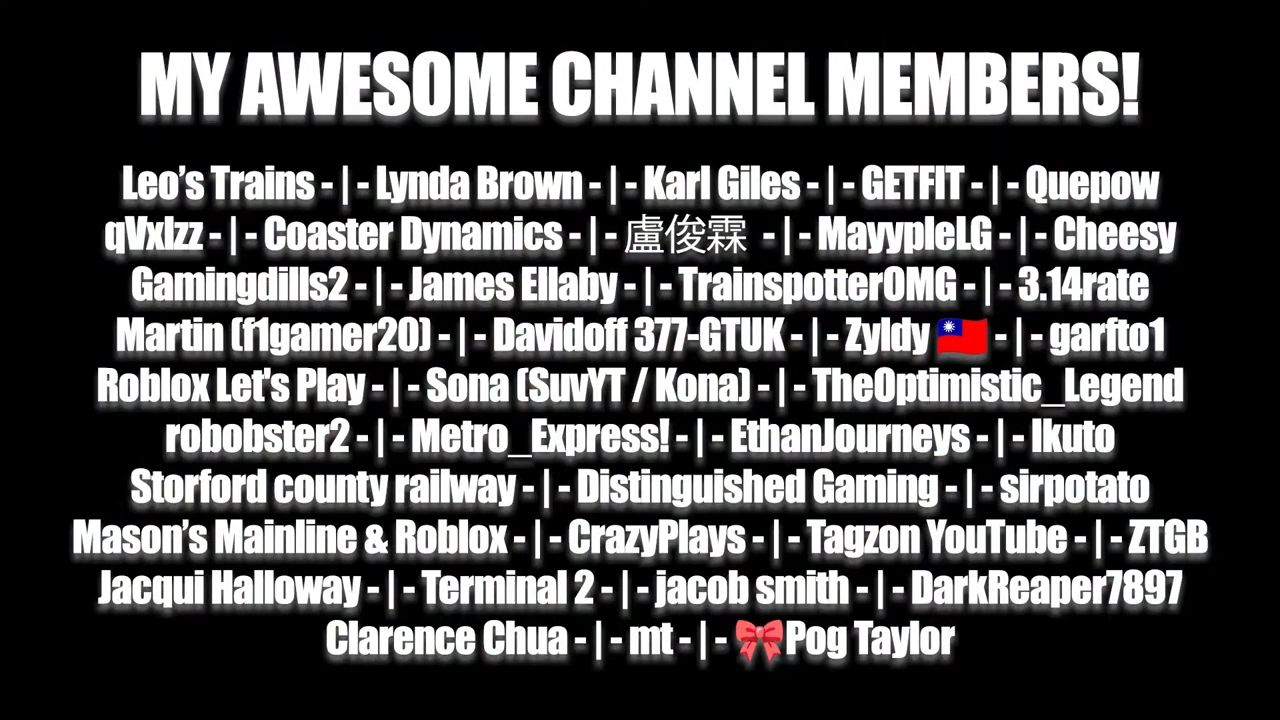 MY AWESOME CHANNEL MEMBERS!
Leo’s Trains - | - Lynda Brown - | - Karl Giles - | - GETFIT - | - Quepow
qVxlzz - | - Coaster Dynamics - | - 盧俊霖 - | - MayypleLG - | - Cheesy
Gamingdills2 - | - James Ellaby - | - TrainspotterOMG - | - 3.14rate
Martin (f1gamer20) - | - Davidoff 377-GTUK - | - Zyldy 🇹🇼 - | - garfto1
Roblox Let's Play - | - Sona (SuvYT / Kona) - | - TheOptimistic_Legend
robobster2 - | - Metro_Express! - | - EthanJourneys - | - Ikuto
Storford county railway - | - Distinguished Gaming - | - sirpotato
Mason’s Mainline & Roblox - | - CrazyPlays - | - Tagzon YouTube - | - ZTGB
Jacqui Halloway - | - Terminal 2 - | - jacob smith - | - DarkReaper7897
Clarence Chua - | - mt - | - 🎀Pog Taylor